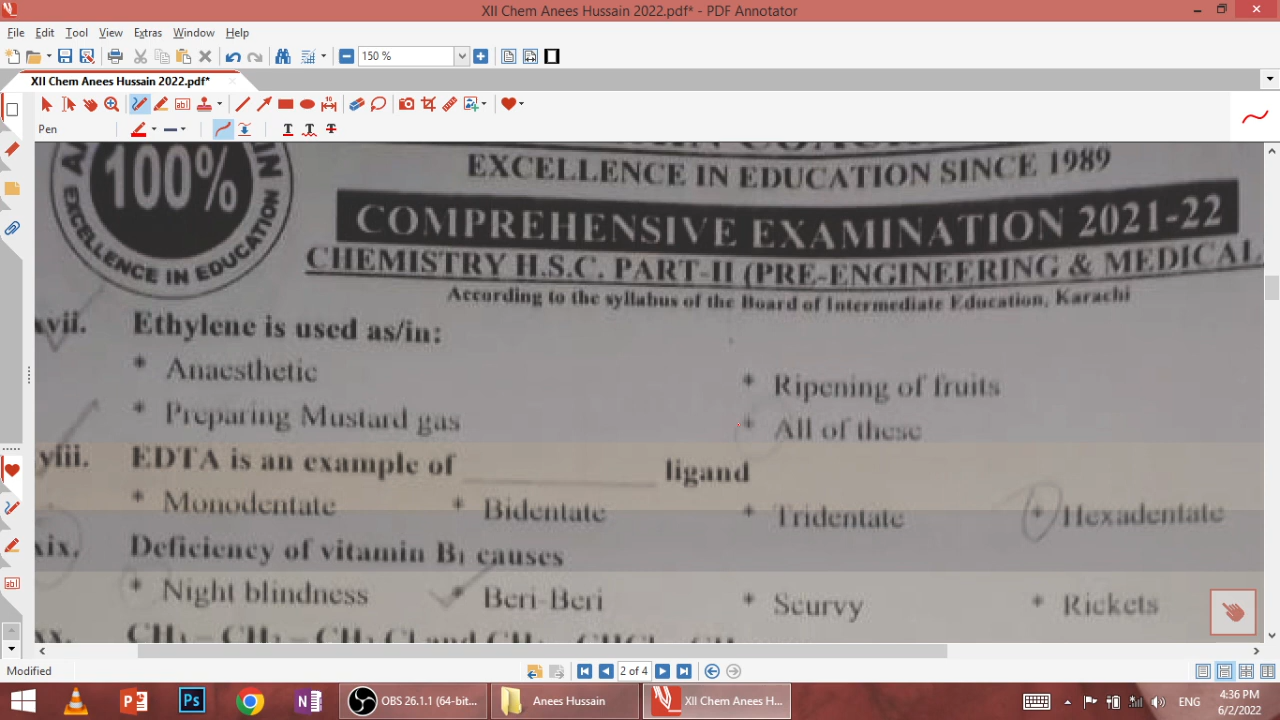 XII Chem Anees Hussain 2022.pdf* - PDF Annotator
File Edit Tool View Extras Window Help
150 %
XII Chem Anees Hussain 2022.pdf*
Pen
100%
EXCELLENCE IN EDUCATION
EXCELLENCE IN EDUCATION SINCE 1989
COMPREHENSIVE EXAMINATION 2021-22
CHEMISTRY H.S.C. PART-II (PRE-ENGINEERING & MEDICAL
According to the syllabus of the Board of Intermediate Education, Karachi
xvii. Ethylene is used as/in:
* Anaesthetic * Ripening of fruits
* Preparing Mustard gas * All of these
yiii. EDTA is an example of ____________ ligand
* Monodentate * Bidentate * Tridentate * Hexadentate
xix. Deficiency of vitamin B₁ causes
* Night blindness * Beri-Beri * Scurvy * Rickets
Modified 2 of 4
OBS 26.1.1 (64-bit... Anees Hussain XII Chem Anees H... ENG 4:36 PM
6/2/2022